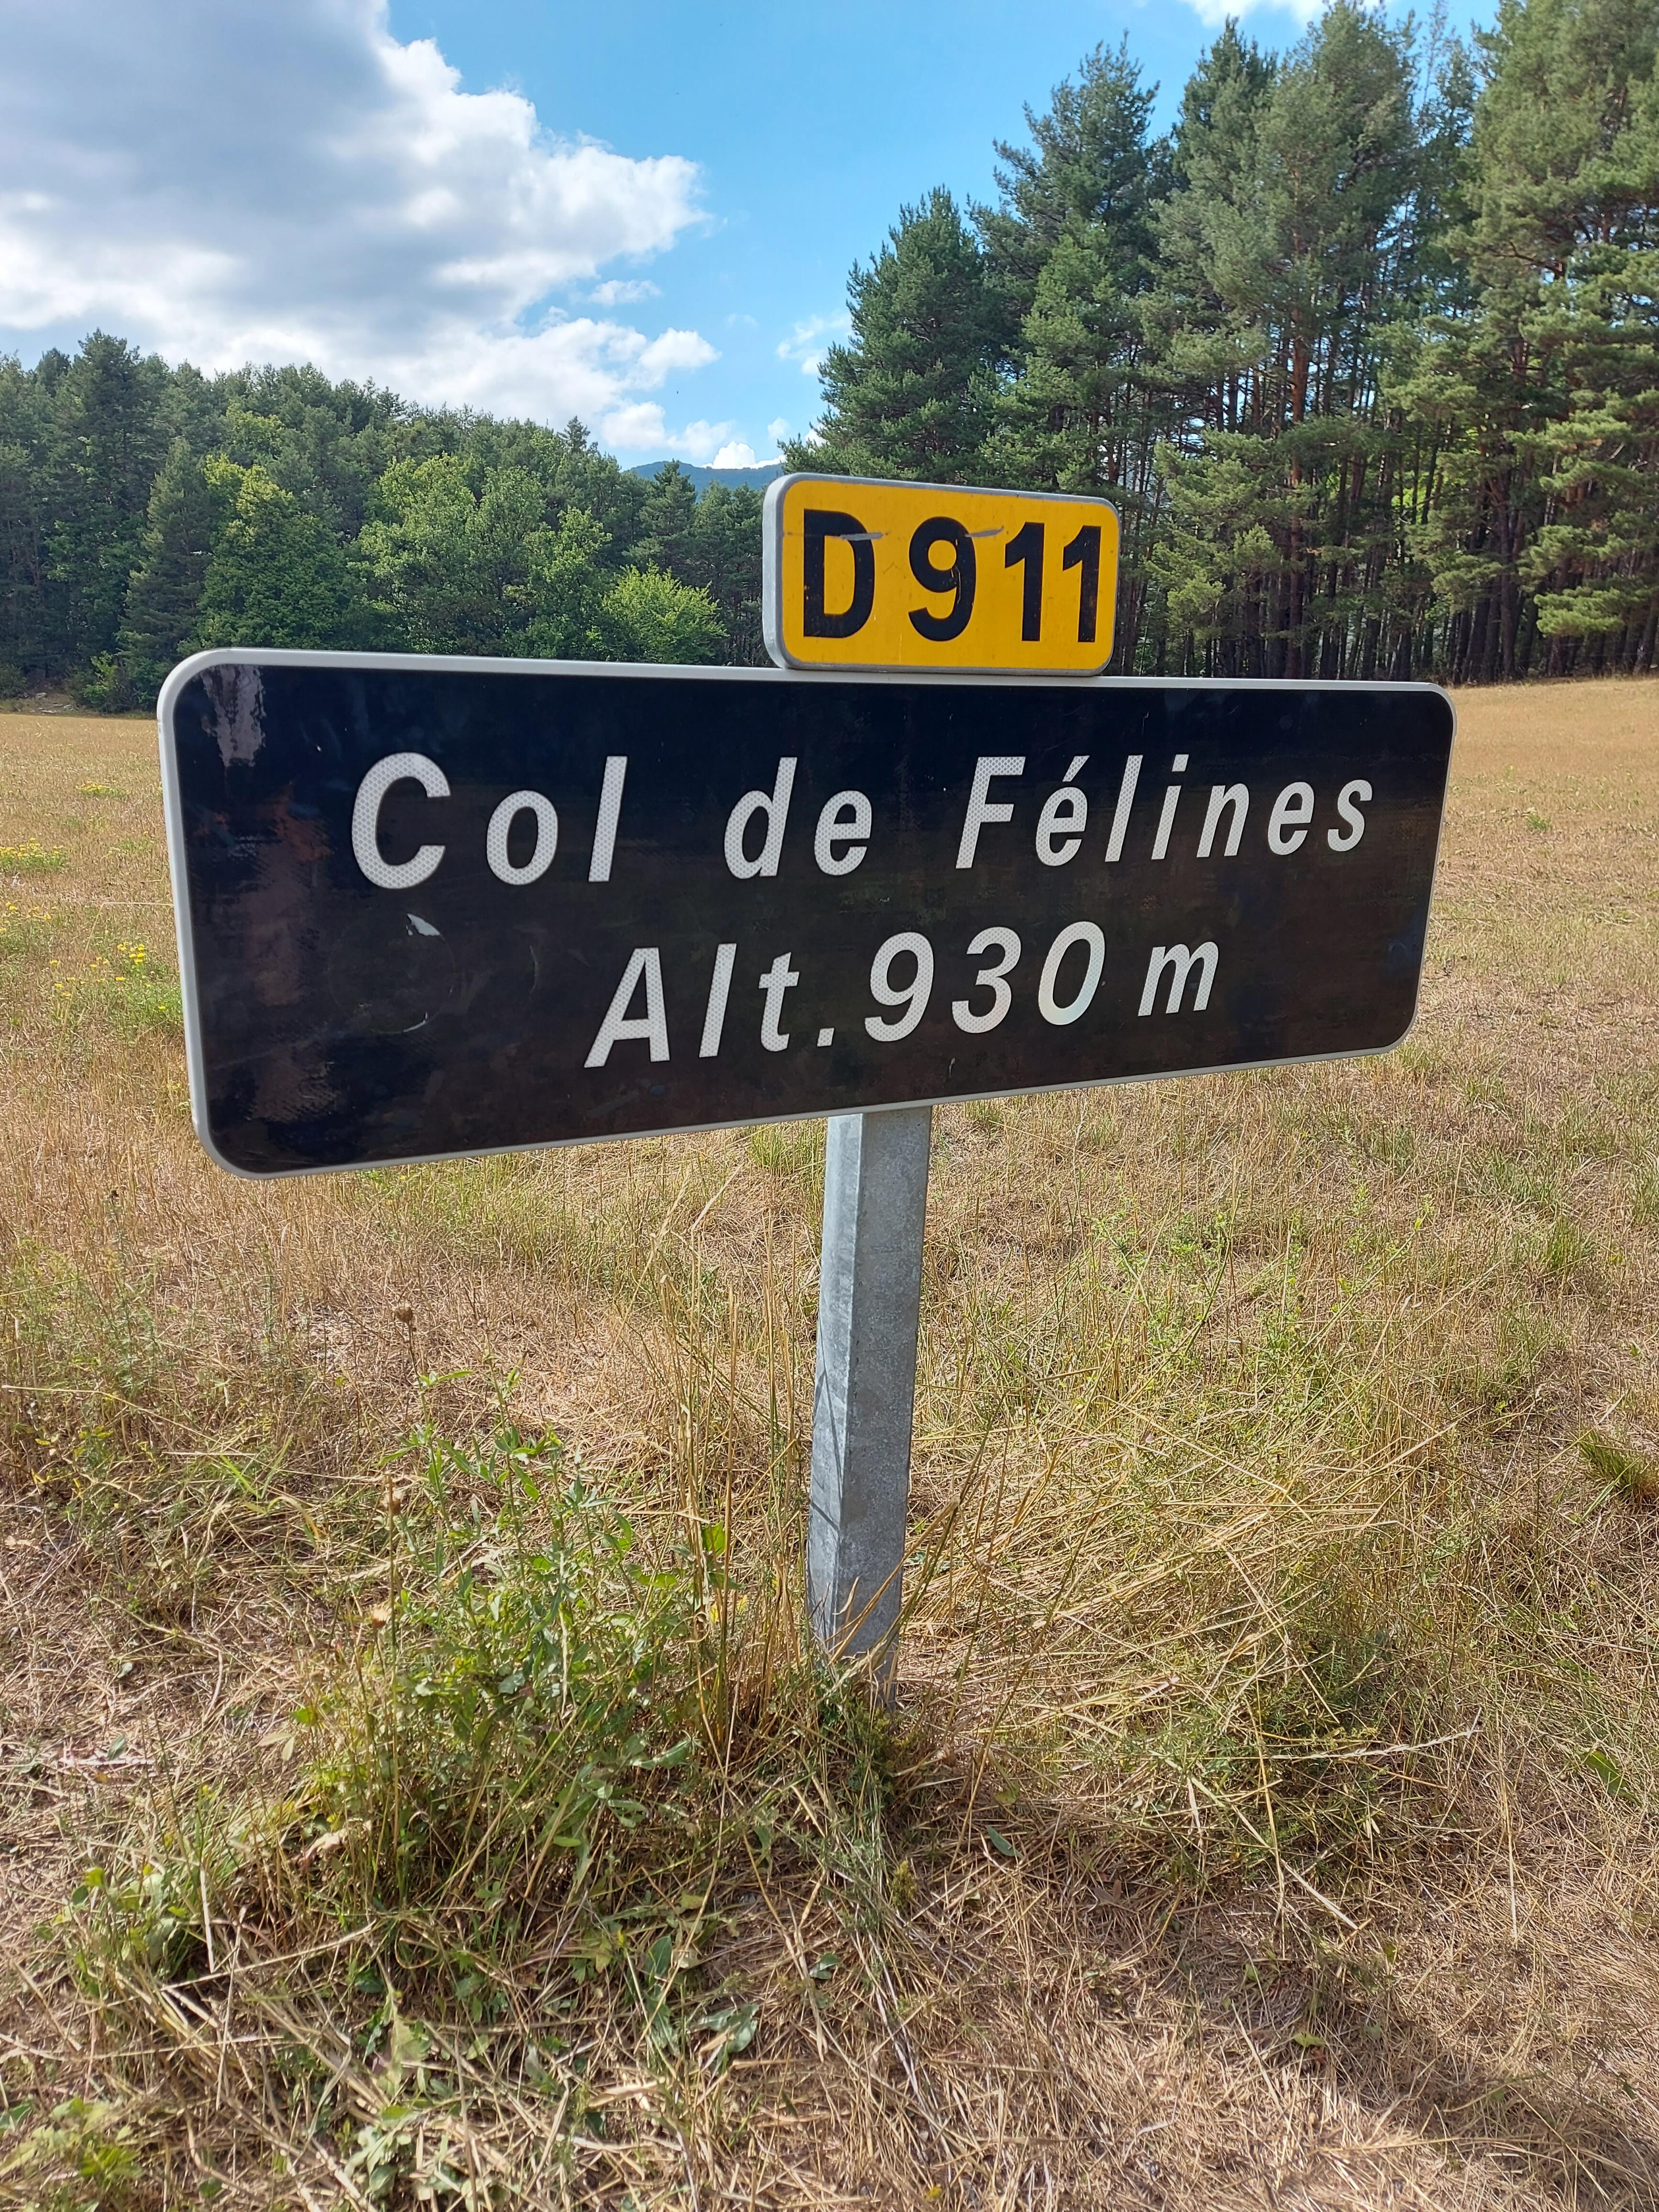 D911
Col de Félines
Alt. 930 m